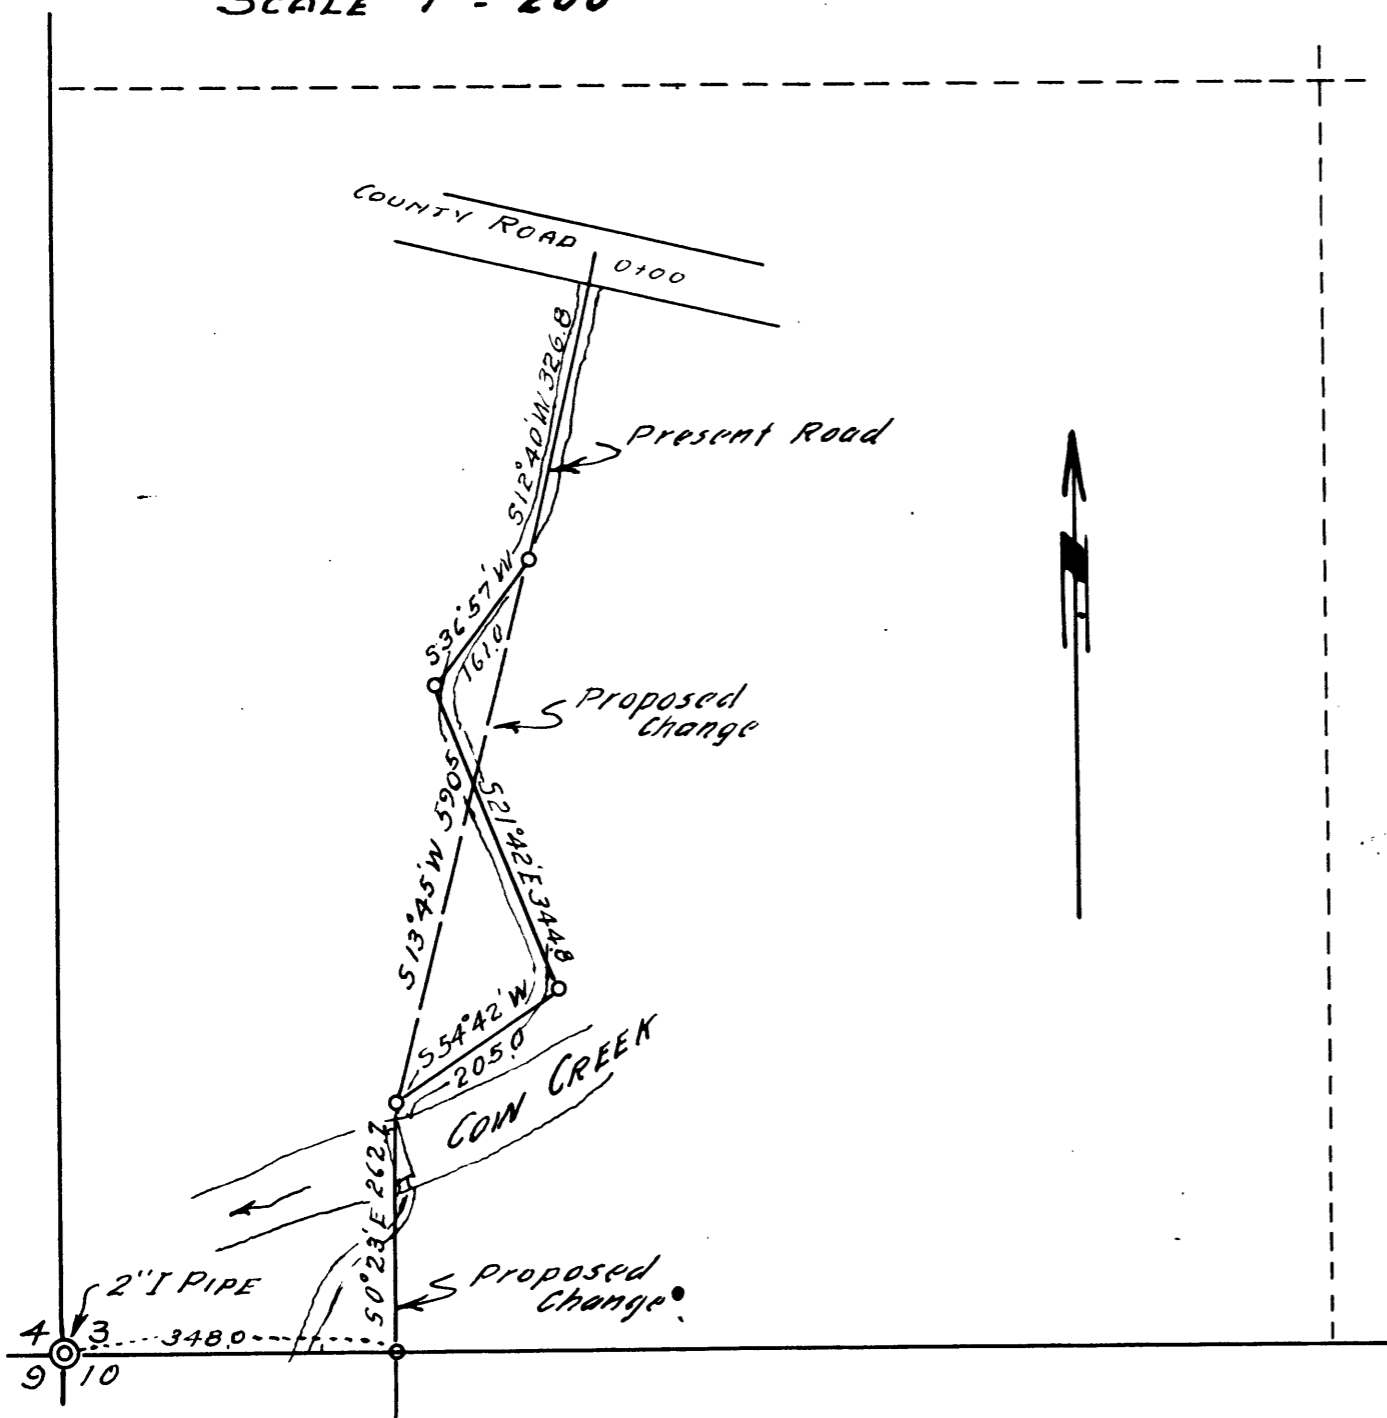 SCALE 1" = 200'
COUNTY ROAD
0+00
S12°40'W 326.8
Present Road
S36°57'W
161.0
Proposed
Change
S13°45'W 590.5
S21°42'E 344.8
S54°42'W
205.0
COW CREEK
S0°23'E 262.7
2" I PIPE
Proposed
Change
4 3
348.0
9 10
N